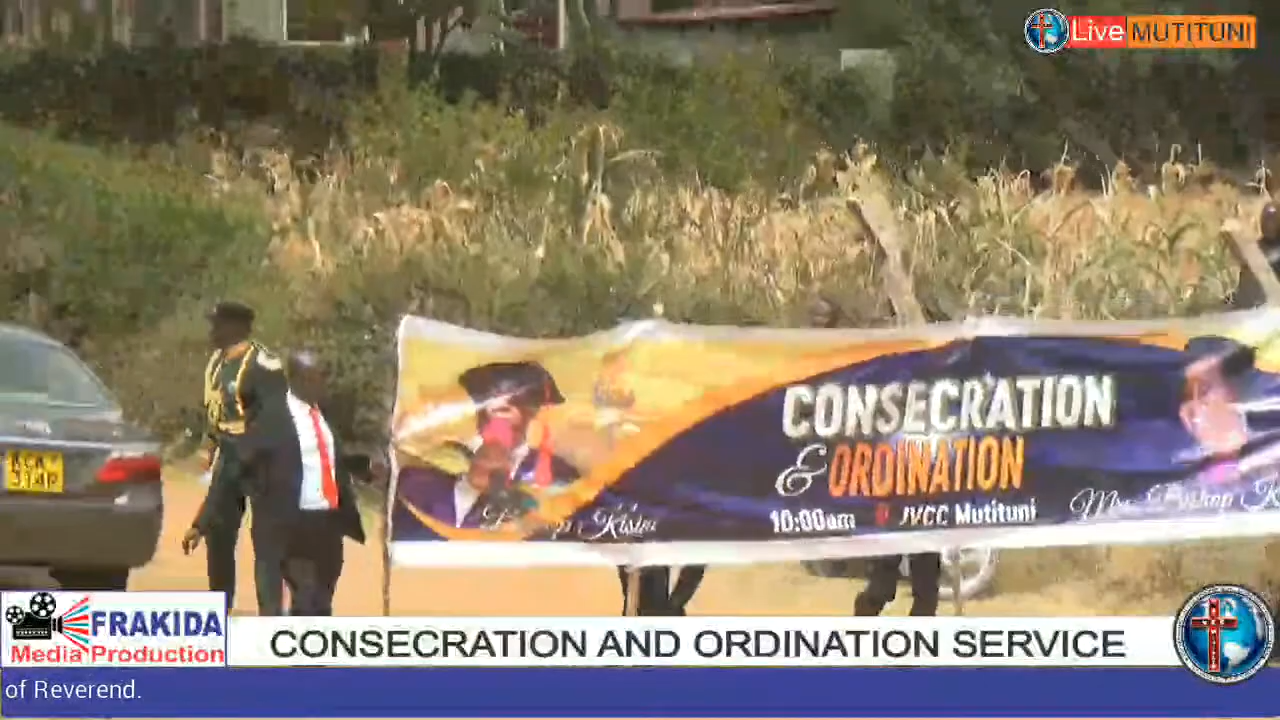 Live MUTITUNI
CONSECRATION
& ORDINATION
10:00am JVCC Mutituni
FRAKIDA
Media Production
CONSECRATION AND ORDINATION SERVICE
of Reverend.